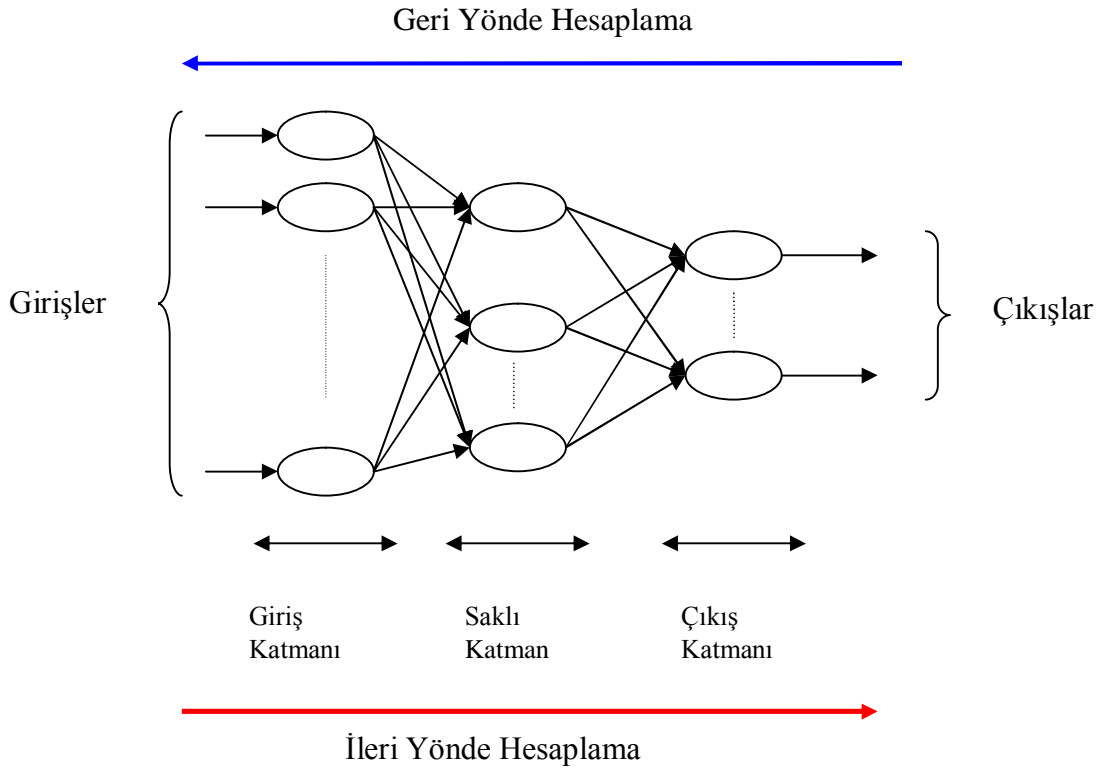 Geri Yönde Hesaplama
Girişler
Çıkışlar
Giriş
Katmanı
Saklı
Katman
Çıkış
Katmanı
İleri Yönde Hesaplama